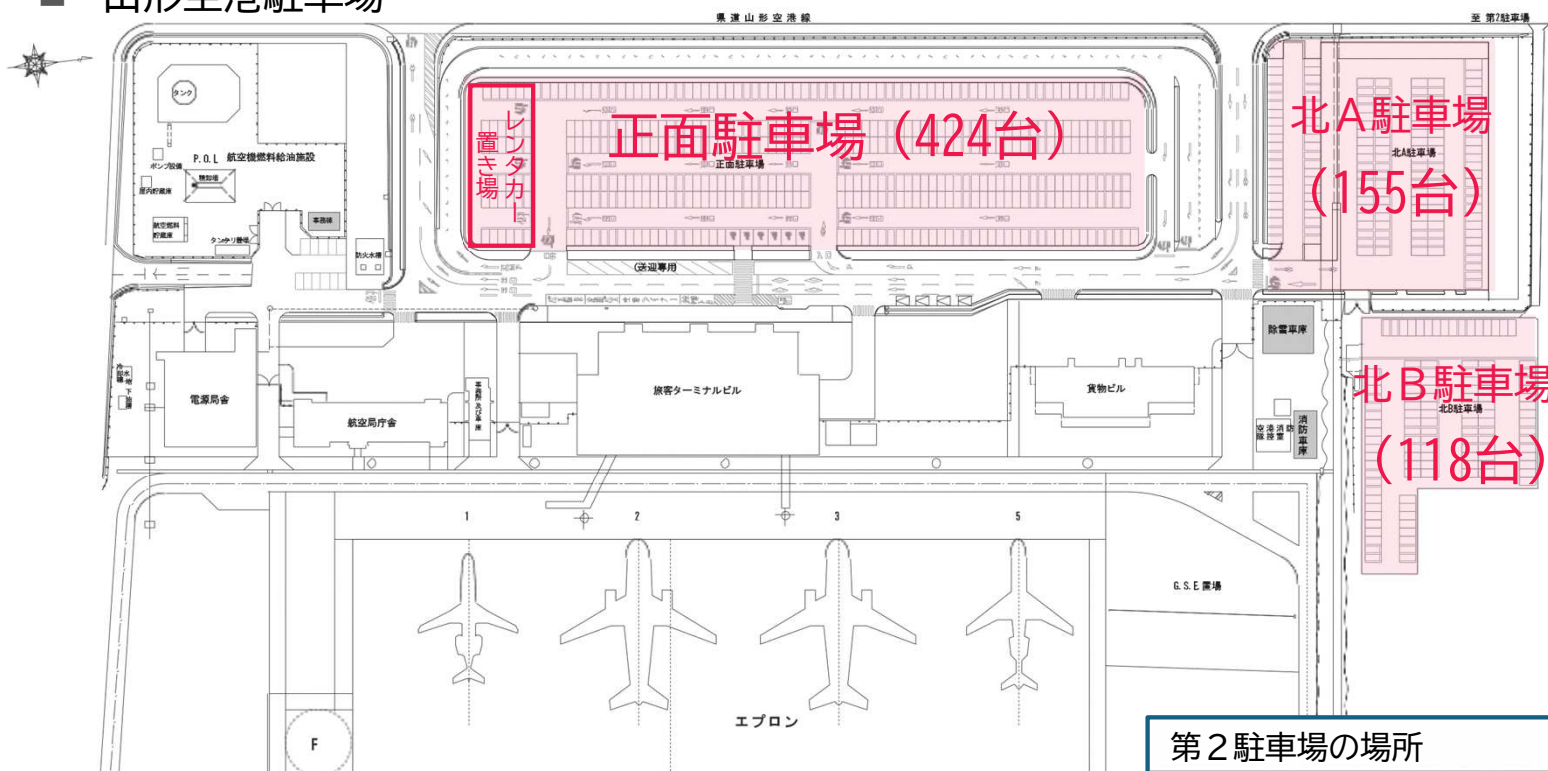 ■ 山形空港駐車場
県道山形空港線
至 第2駐車場
タンク
P.O.L 航空機燃料給油施設
ポンプ設備
屋内貯蔵庫
航空燃料
貯蔵庫
事務棟
防火水槽
レンタカー
置き場
正面駐車場(424台)
正面駐車場
(送迎専用)
北A駐車場
北A駐車場
(155台)
除雪車庫
北B駐車場
北B駐車場
(118台)
電源局舎
航空局庁舎
事務所及び車庫
旅客ターミナルビル
貨物ビル
消防車庫
1
2
3
5
G.S.E置場
エプロン
F
第2駐車場の場所